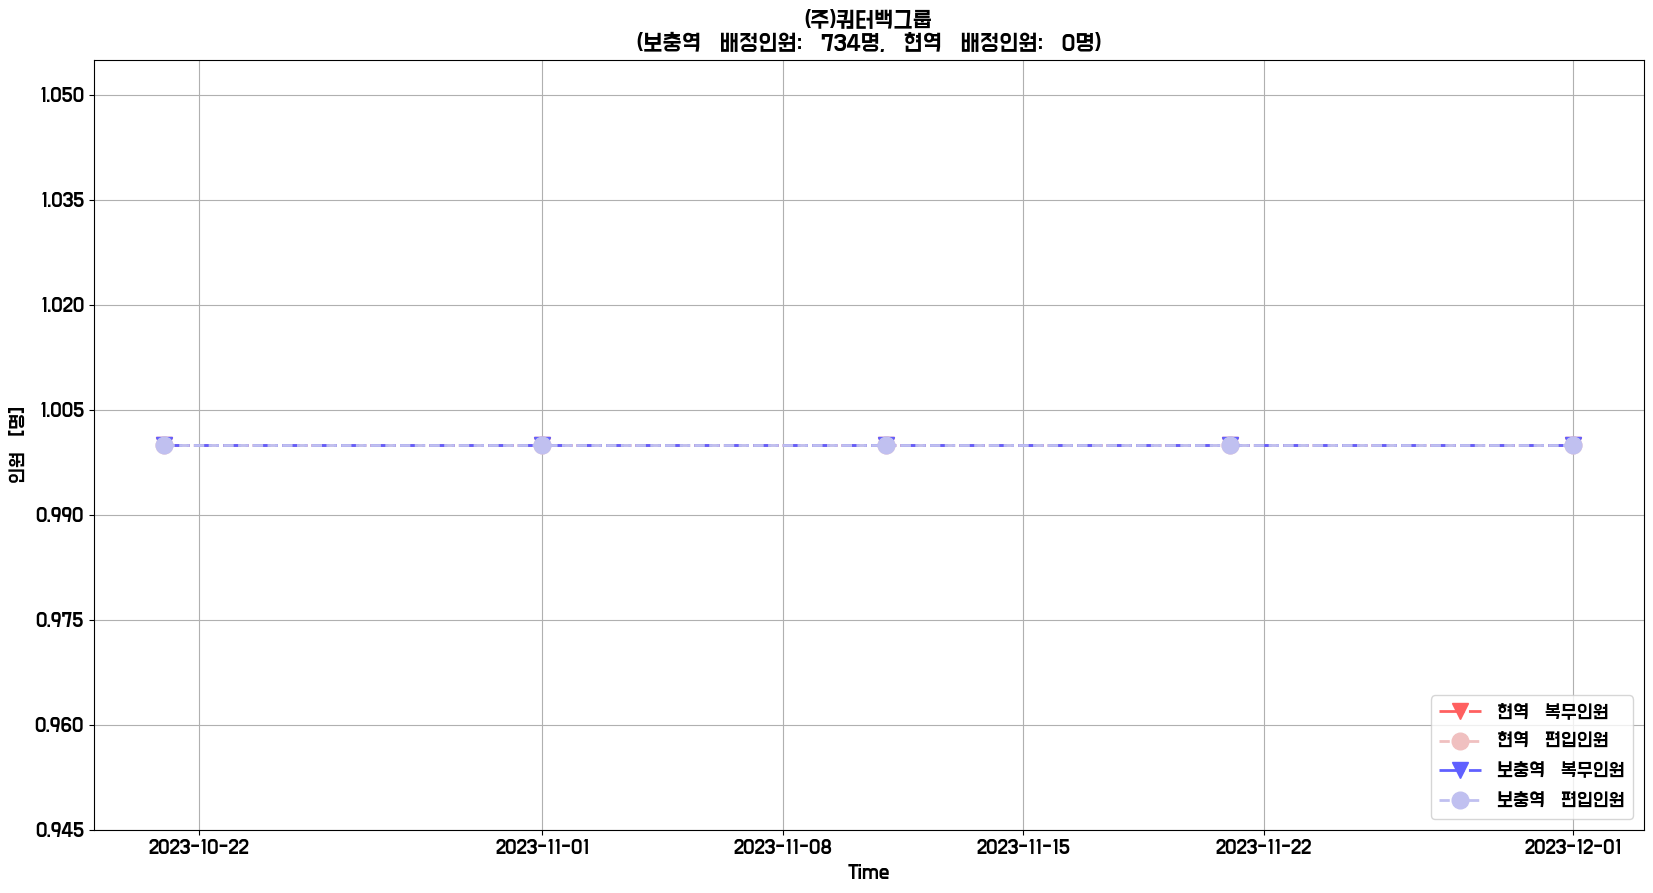 (주)쿼터백그룹
(보충역 배정인원: 734명, 현역 배정인원: 0명)
1.050
1.035
1.020
1.005
0.990
0.975
0.960
0.945
인원 [명]
현역 복무인원
현역 편입인원
보충역 복무인원
보충역 편입인원
2023-10-22
2023-11-01
2023-11-08
2023-11-15
2023-11-22
2023-12-01
Time